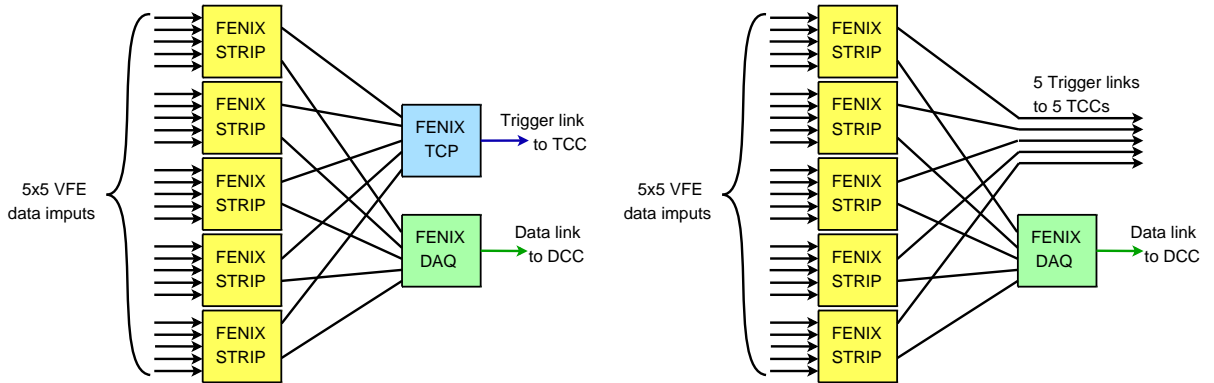 5x5 VFE
data imputs
FENIX
STRIP
FENIX
STRIP
FENIX
STRIP
FENIX
STRIP
FENIX
STRIP
FENIX
TCP
FENIX
DAQ
Trigger link
to TCC
Data link
to DCC
5x5 VFE
data imputs
FENIX
STRIP
FENIX
STRIP
FENIX
STRIP
FENIX
STRIP
FENIX
STRIP
5 Trigger links
to 5 TCCs
FENIX
DAQ
Data link
to DCC